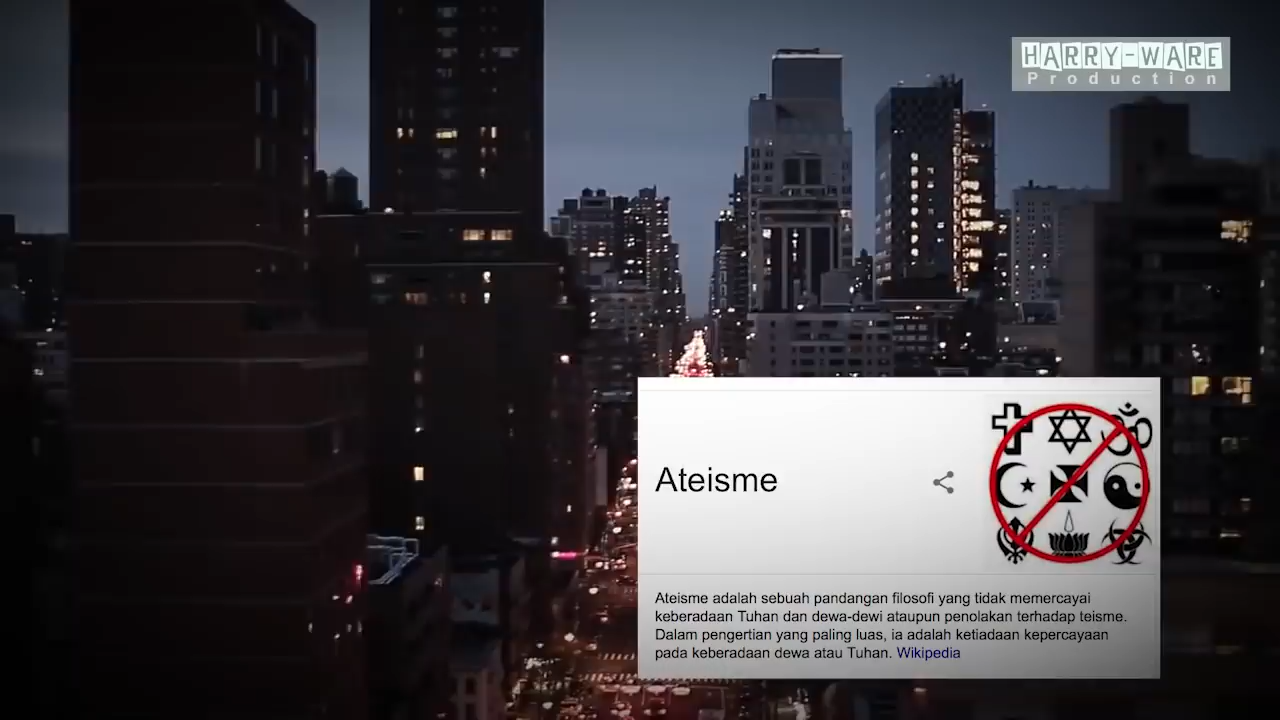 HARRY-WARE
Production
Ateisme
Ateisme adalah sebuah pandangan filosofi yang tidak memercayai
keberadaan Tuhan dan dewa-dewi ataupun penolakan terhadap teisme.
Dalam pengertian yang paling luas, ia adalah ketiadaan kepercayaan
pada keberadaan dewa atau Tuhan. Wikipedia